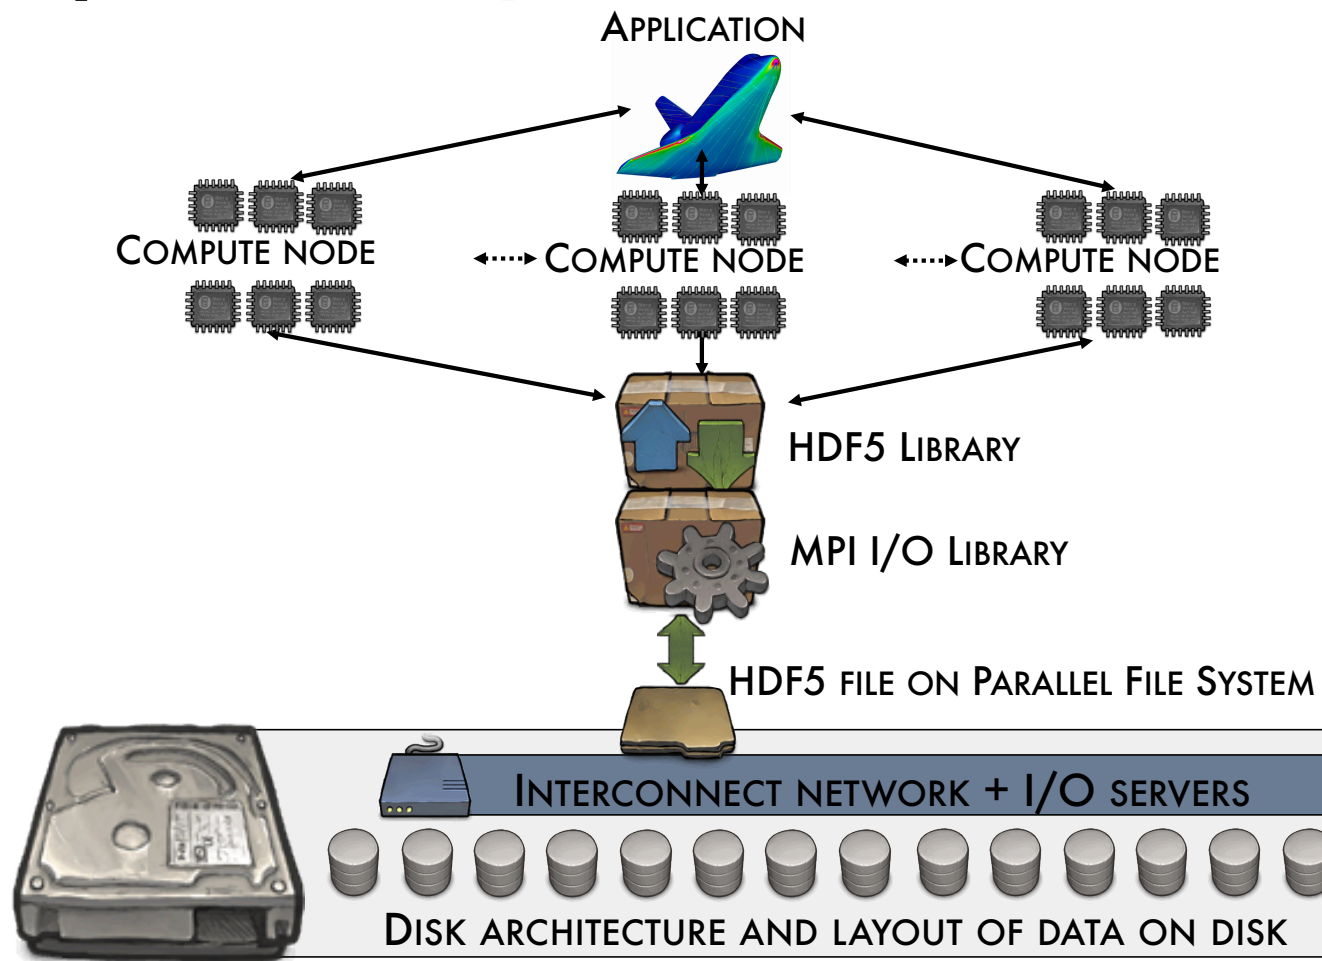 APPLICATION
COMPUTE NODE
COMPUTE NODE
COMPUTE NODE
HDF5 LIBRARY
MPI I/O LIBRARY
HDF5 FILE ON PARALLEL FILE SYSTEM
INTERCONNECT NETWORK + I/O SERVERS
DISK ARCHITECTURE AND LAYOUT OF DATA ON DISK